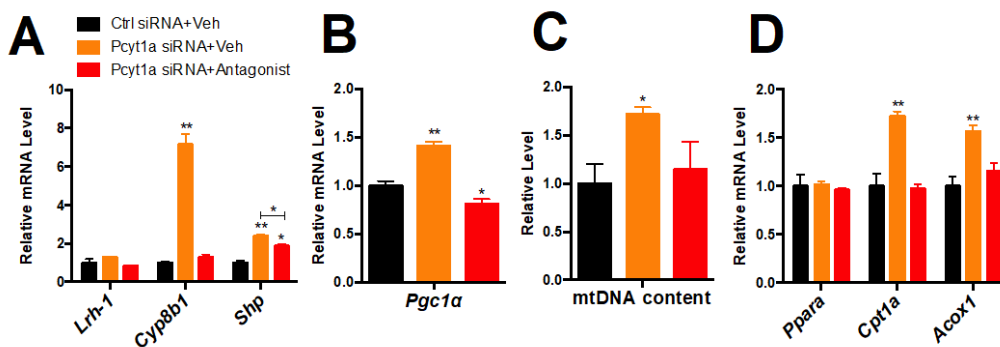 A
Ctrl siRNA+Veh
Pcyt1a siRNA+Veh
Pcyt1a siRNA+Antagonist
Relative mRNA Level
10
8
6
4
2
0
**
**
*
*
Lrh-1
Cyp8b1
Shp
B
Relative mRNA Level
2.0
1.5
1.0
0.5
0.0
**
*
Pgc1α
C
Relative Level
2.0
1.5
1.0
0.5
0.0
*
mtDNA content
D
Relative mRNA Level
2.0
1.5
1.0
0.5
0.0
**
**
Ppara
Cpt1a
Acox1